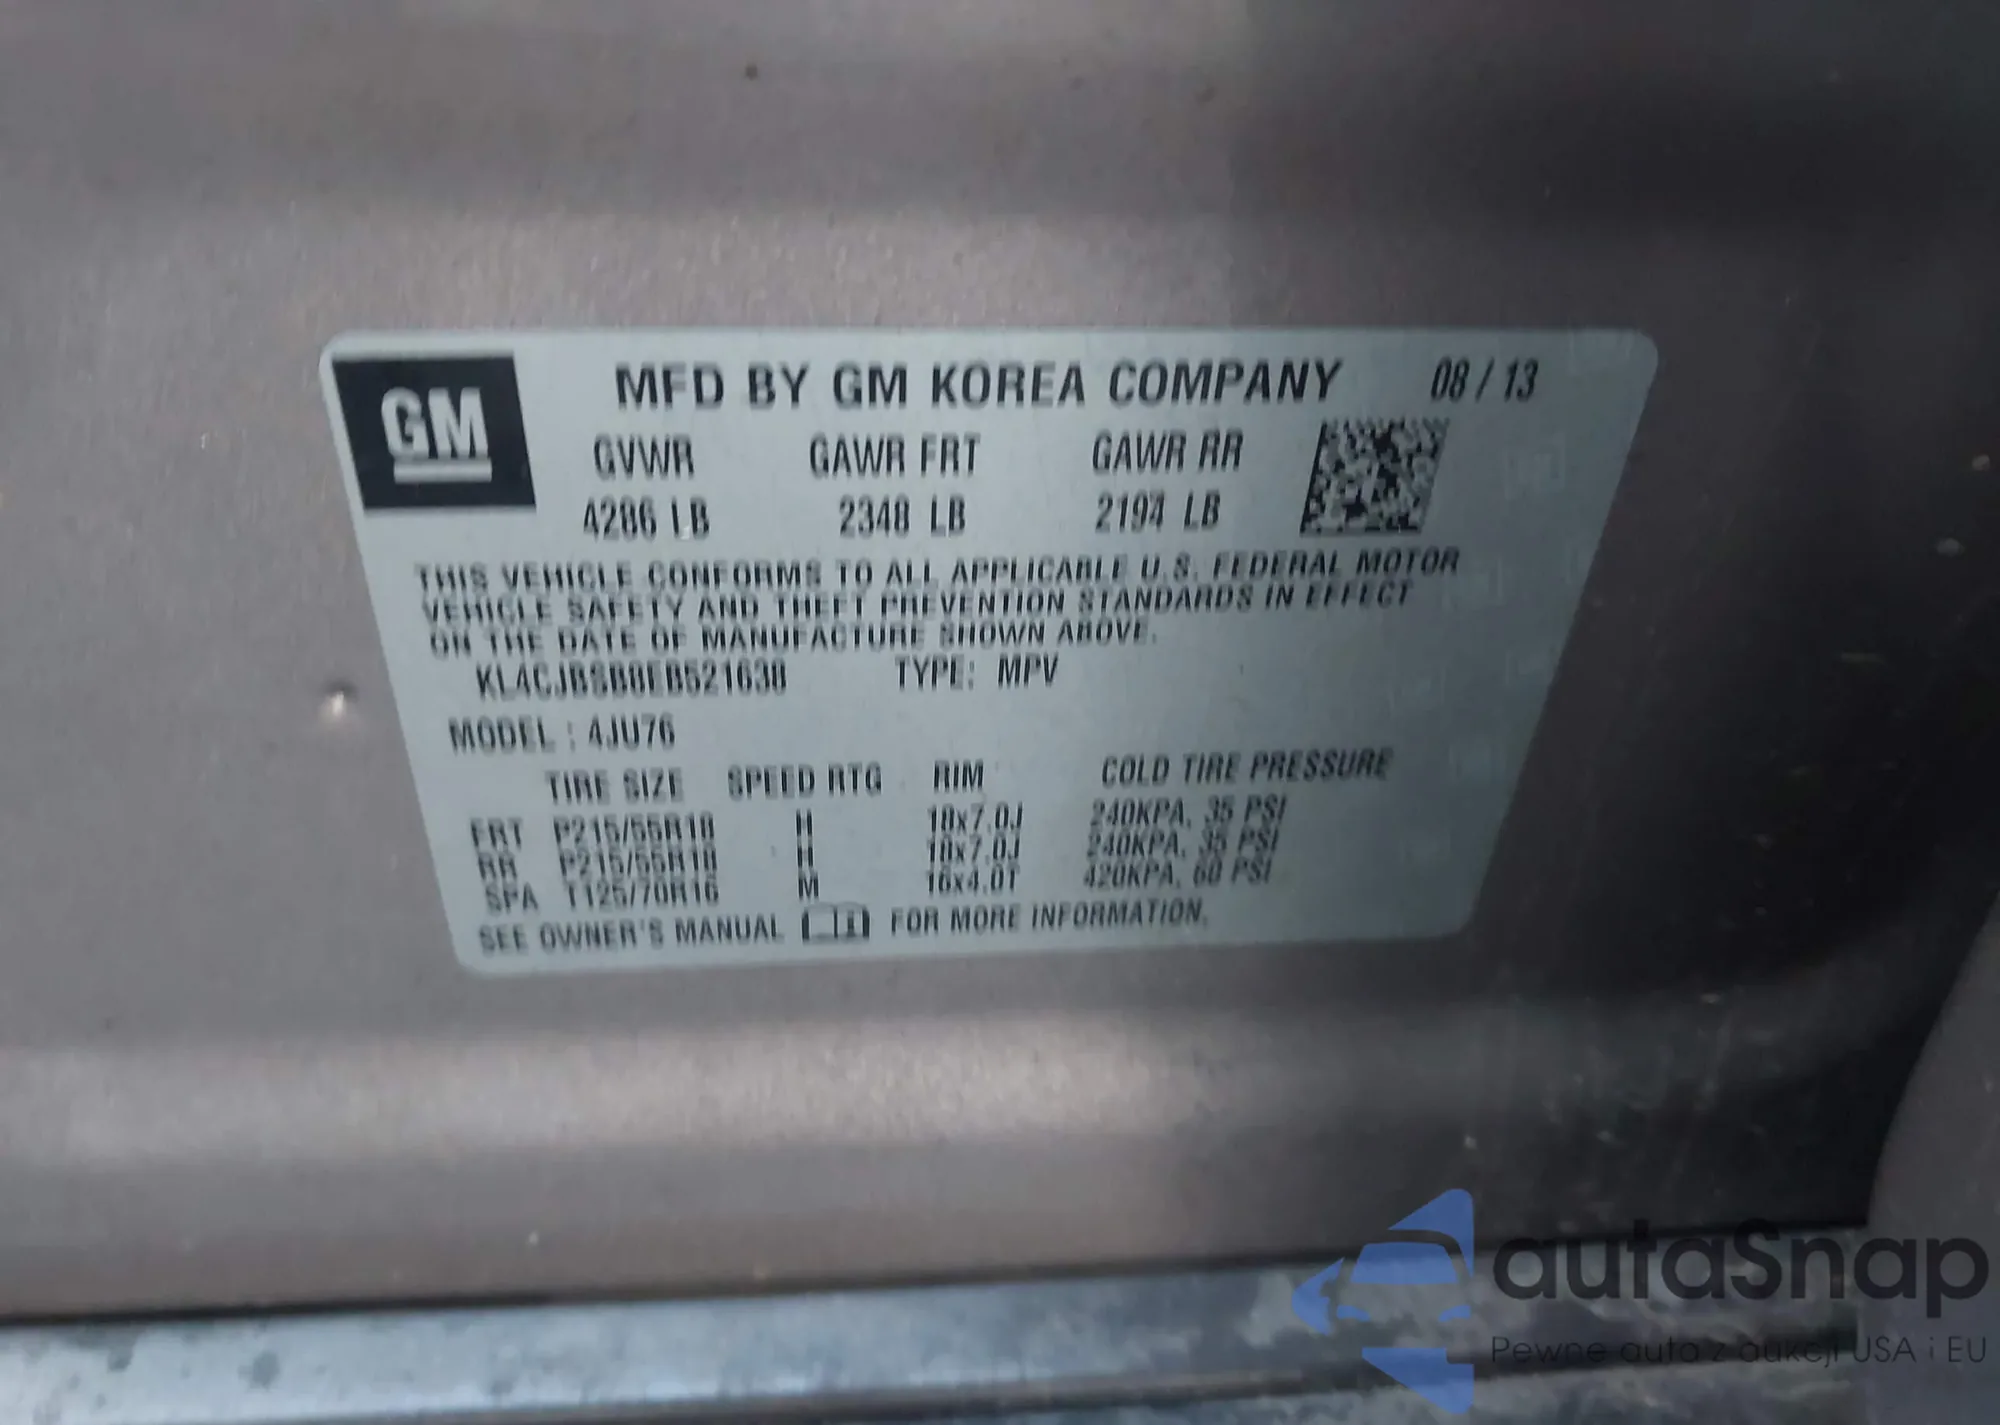 GM
MFD BY GM KOREA COMPANY 08 / 13
GVWR GAWR FRT GAWR RR
4286 LB 2348 LB 2194 LB
THIS VEHICLE CONFORMS TO ALL APPLICABLE U.S. FEDERAL MOTOR
VEHICLE SAFETY AND THEFT PREVENTION STANDARDS IN EFFECT
ON THE DATE OF MANUFACTURE SHOWN ABOVE.
KL4CJBSB8EB521638 TYPE: MPV
MODEL : 4JU76
TIRE SIZE SPEED RTG RIM COLD TIRE PRESSURE
FRT P215/55R18 H 18x7.0J 240KPA, 35 PSI
RR P215/55R18 H 18x7.0J 240KPA, 35 PSI
SPA T125/70R16 M 16x4.0T 420KPA, 60 PSI
SEE OWNER'S MANUAL FOR MORE INFORMATION.
autaSnap
Pewne auta z aukcji USA i EU